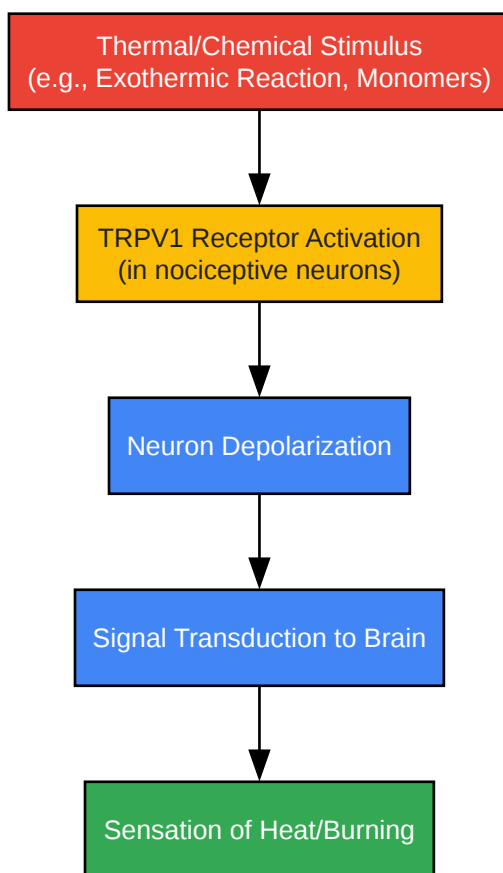 Thermal/Chemical Stimulus
(e.g., Exothermic Reaction, Monomers)
TRPV1 Receptor Activation
(in nociceptive neurons)
Neuron Depolarization
Signal Transduction to Brain
Sensation of Heat/Burning